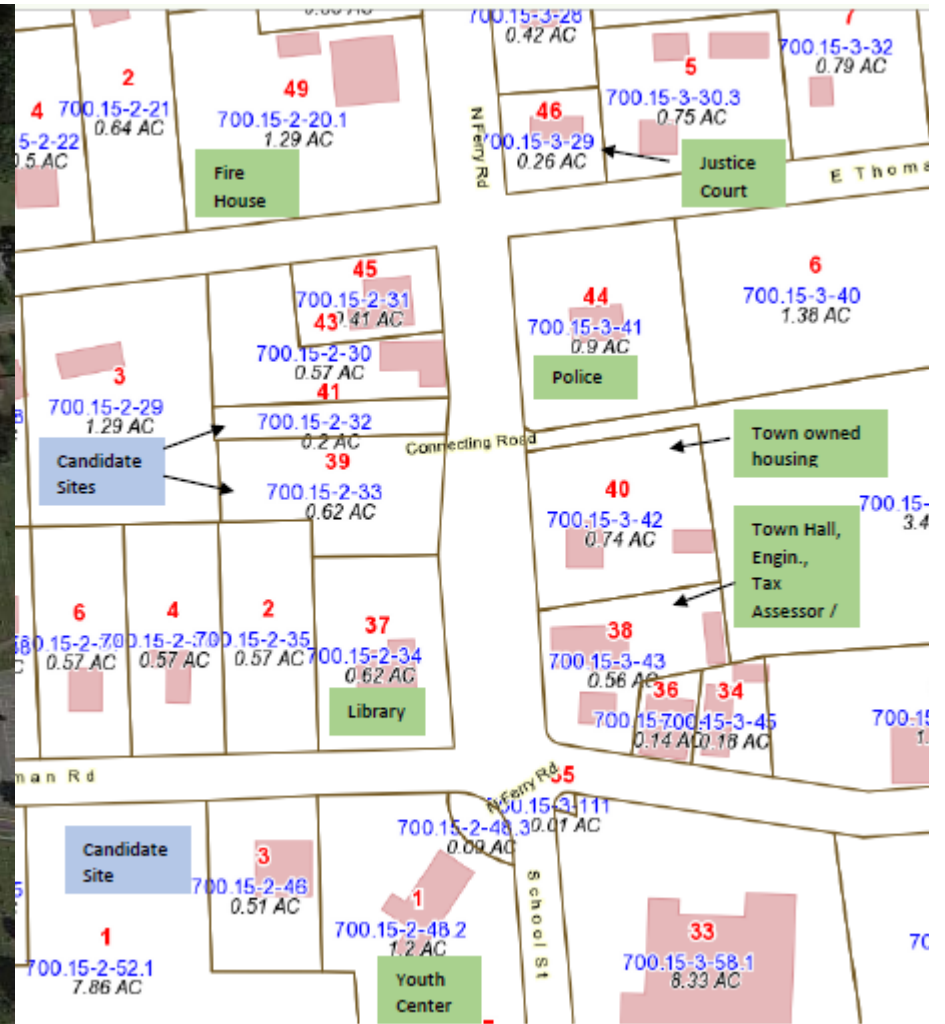 700.15-3-28
0.42 AC
2
700.15-2-21
0.64 AC
4
5-2-22
0.5 AC
49
700.15-2-20.1
1.29 AC
Fire
House
N Ferry Rd
46
700.15-3-29
0.26 AC
5
700.15-3-30.3
0.75 AC
7
700.15-3-32
0.79 AC
Justice
Court
E Thoma
45
700.15-2-31
0.41 AC
43
700.15-2-30
0.57 AC
41
700.15-2-32
0.2 AC
39
700.15-2-33
0.62 AC
3
700.15-2-29
1.29 AC
Candidate
Sites
44
700.15-3-41
0.9 AC
Police
6
700.15-3-40
1.38 AC
Connecting Road
Town owned
housing
40
700.15-3-42
0.74 AC
700.15-
3.4
Town Hall,
Engin.,
Tax
Assessor /
6
0.57 AC
4
0.57 AC
2
700.15-2-35
0.57 AC
37
700.15-2-34
0.62 AC
Library
38
700.15-3-43
0.56 AC
36
0.14 AC
34
700.15-3-45
0.18 AC
man Rd
N Ferry Rd
700.15-3-111
0.01 AC
700.15-2-48.3
0.09 AC
Candidate
Site
1
700.15-2-52.1
7.86 AC
3
700.15-2-46
0.51 AC
1
700.15-2-48.2
1.2 AC
Youth
Center
School St
33
700.15-3-58.1
8.33 AC